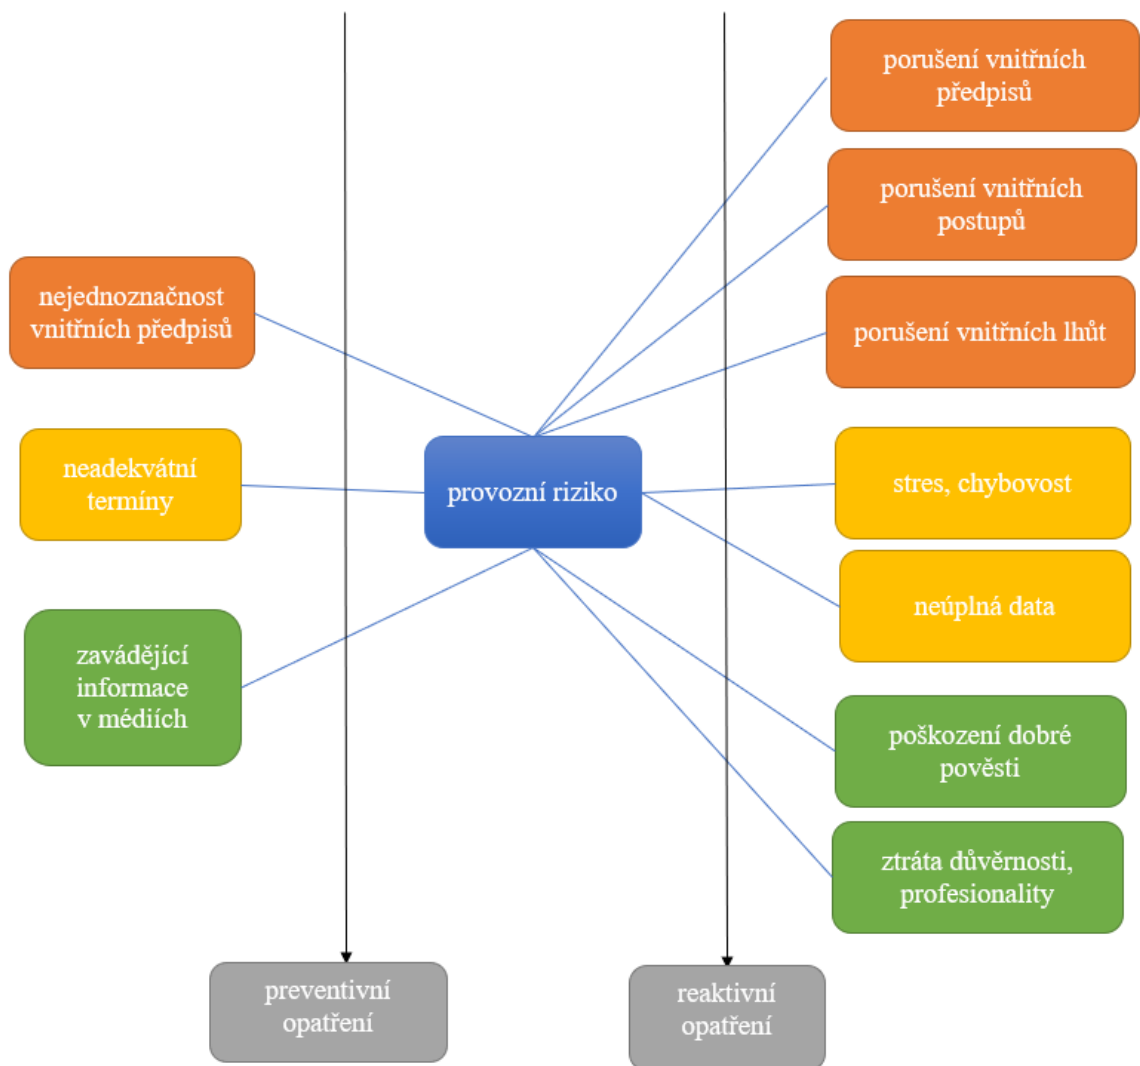 porušení vnitřních
předpisů
porušení vnitřních
postupů
nejednoznačnost
vnitřních předpisů
porušení vnitřních lhůt
neadekvátní
termíny
provozní riziko
stres, chybovost
neúplná data
zavádějící
informace
v médiích
poškození dobré
pověsti
ztráta důvěrnosti,
profesionality
preventivní
opatření
reaktivní
opatření